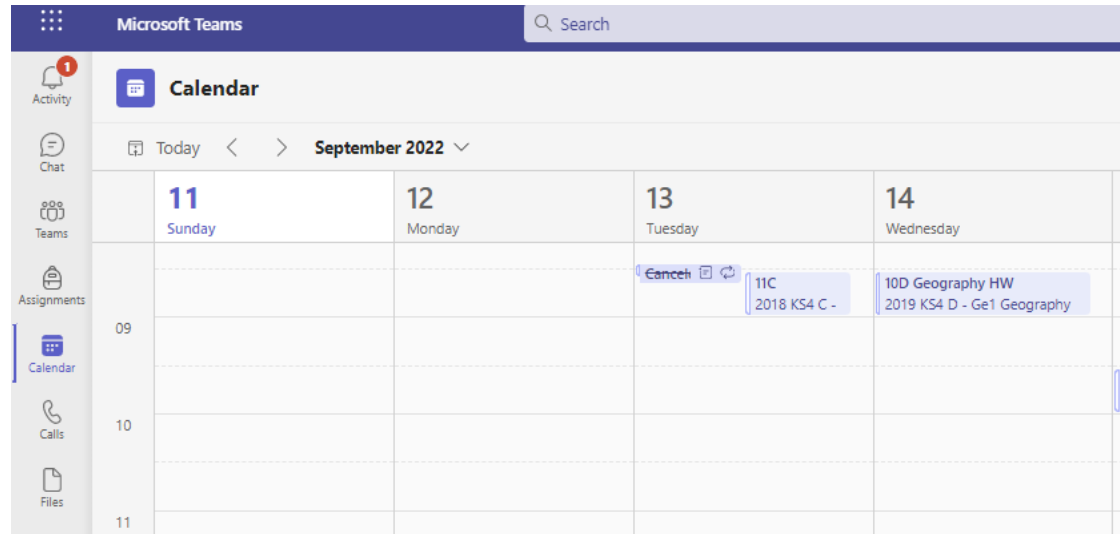 Microsoft Teams
Search
1
Activity
Chat
Teams
Assignments
Calendar
Calls
Files
Calendar
Today
September 2022
11
Sunday
12
Monday
13
Tuesday
14
Wednesday
Cancel
11C
2018 KS4 C -
10D Geography HW
2019 KS4 D - Ge1 Geography
09
10
11